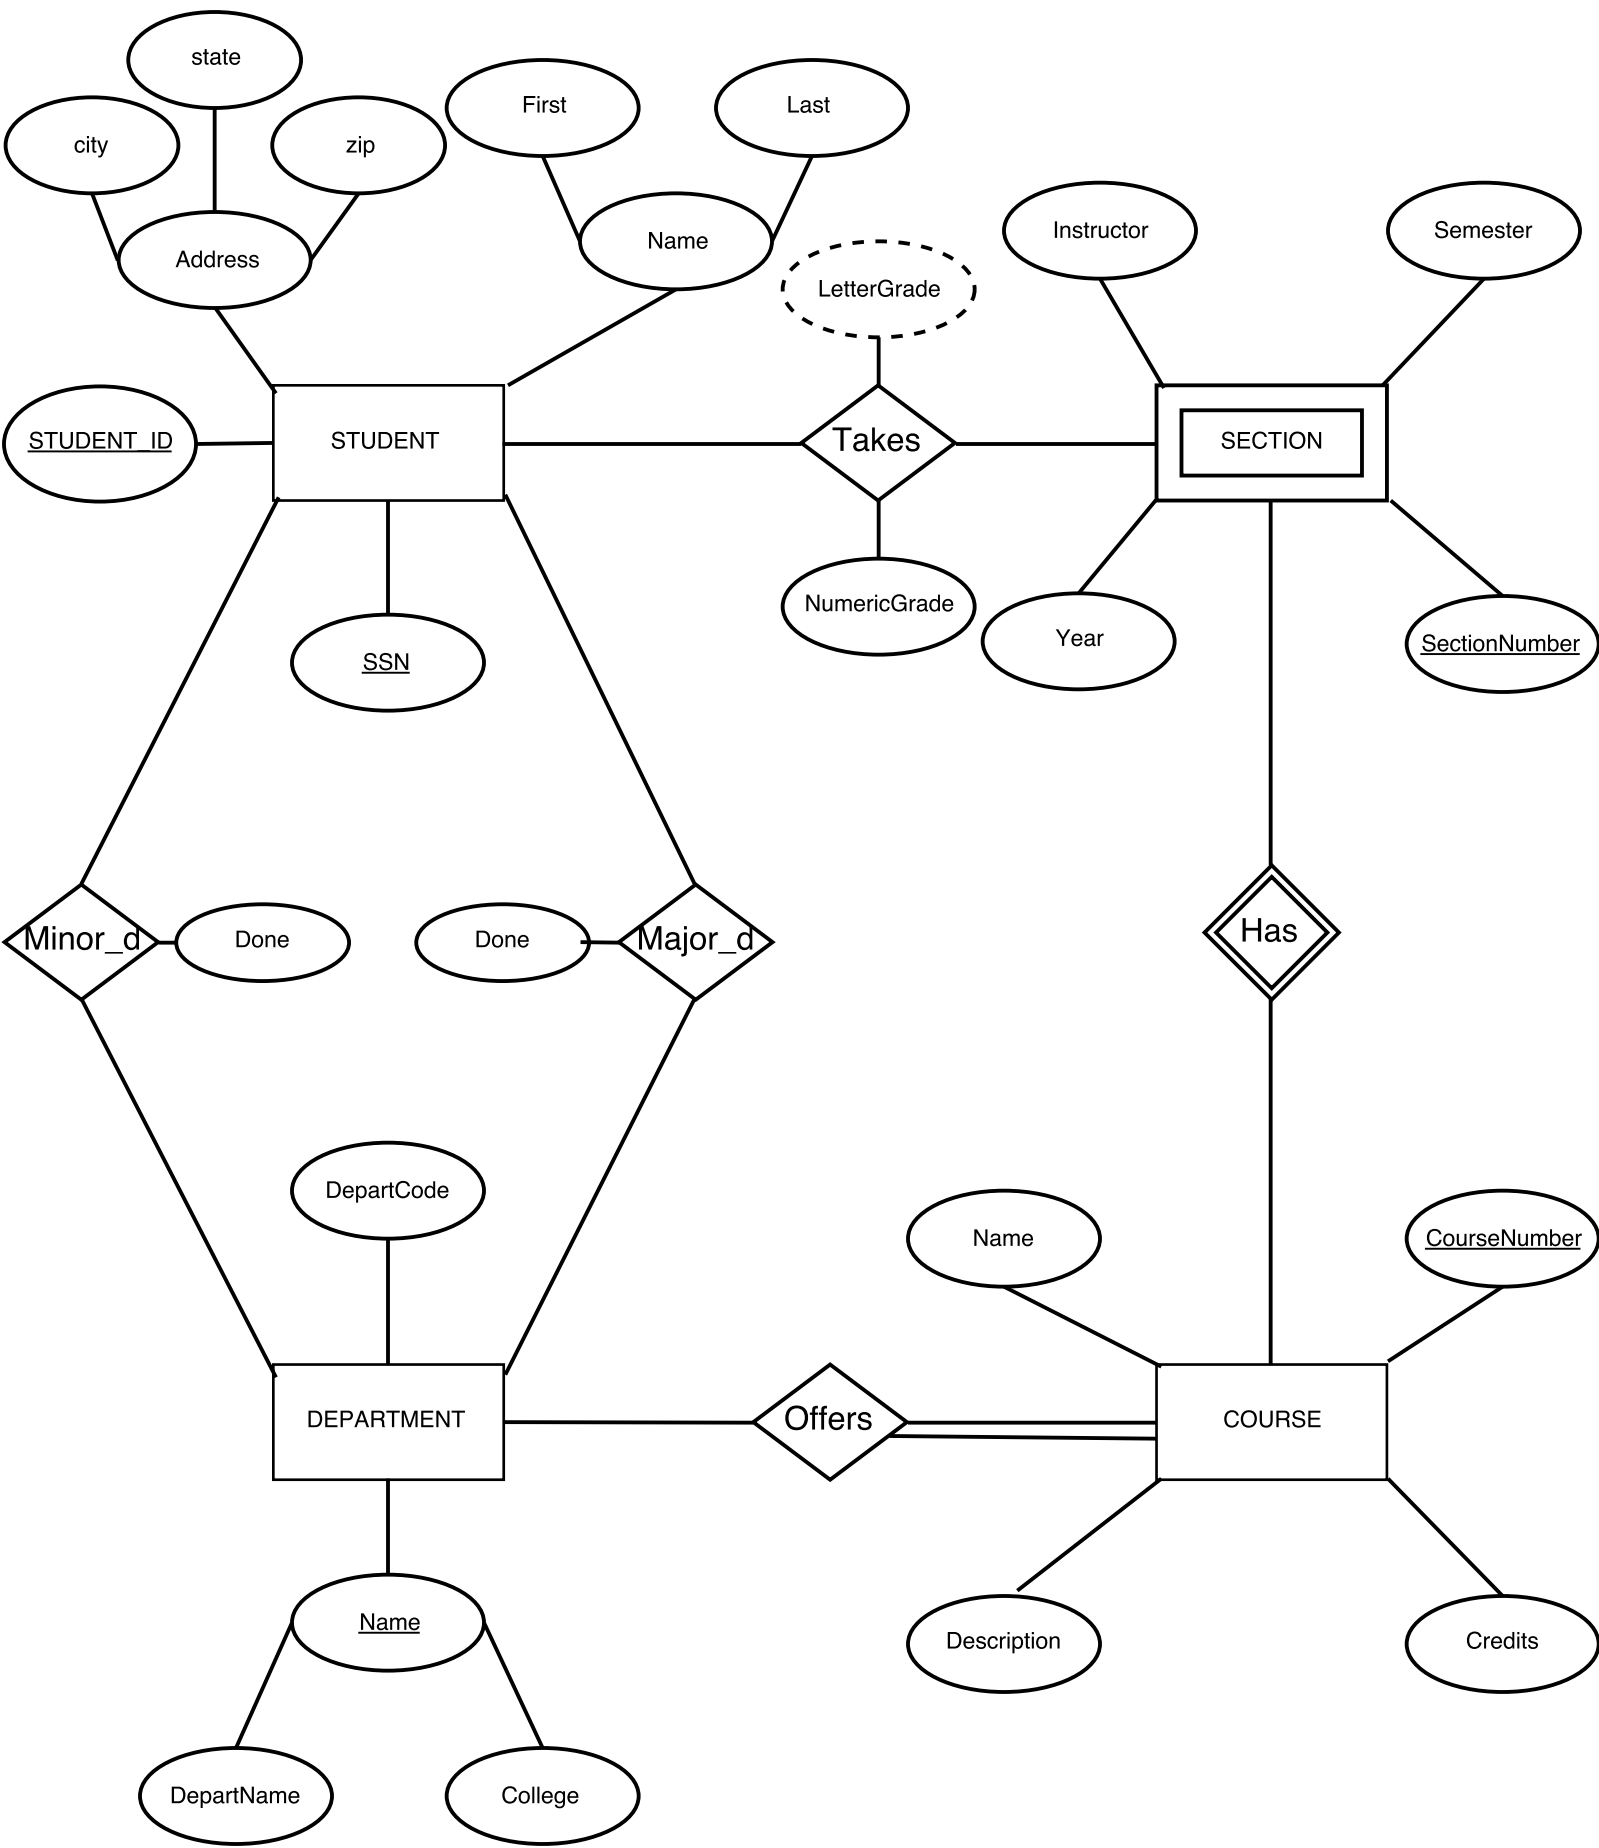 state
First
Last
city
zip
Instructor
Semester
Name
Address
LetterGrade
STUDENT_ID
STUDENT
Takes
SECTION
NumericGrade
Year
SectionNumber
SSN
Minor_d
Done
Done
Major_d
Has
DepartCode
Name
CourseNumber
DEPARTMENT
Offers
COURSE
Name
Description
Credits
DepartName
College